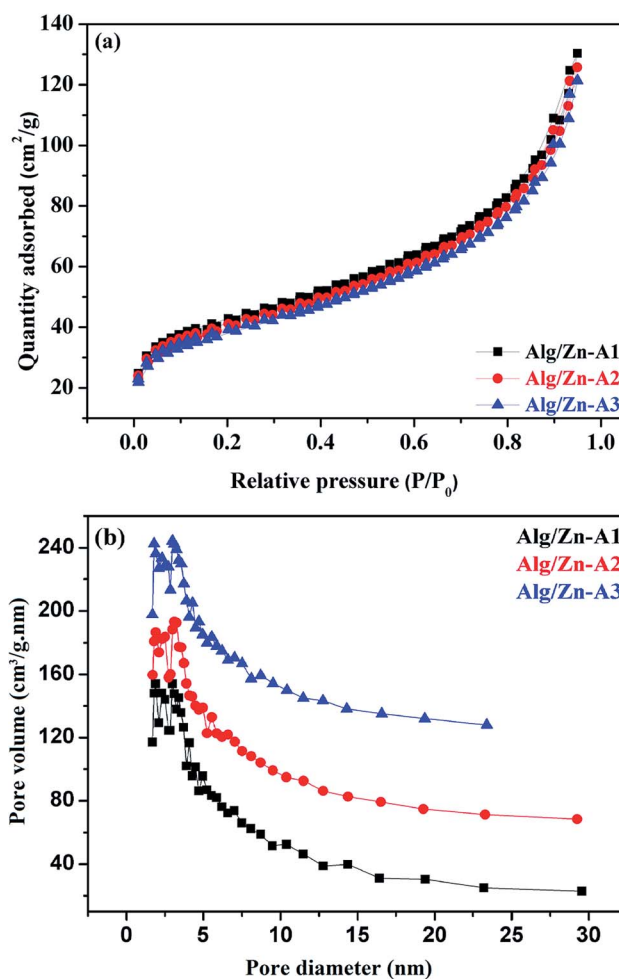 (a)
140
120
100
80
60
40
20
Quantity adsorbed (cm²/g)
Alg/Zn-A1
Alg/Zn-A2
Alg/Zn-A3
0.0 0.2 0.4 0.6 0.8 1.0
Relative pressure (P/P₀)
(b)
240
200
160
120
80
40
Pore volume (cm³/g.nm)
Alg/Zn-A1
Alg/Zn-A2
Alg/Zn-A3
0 5 10 15 20 25 30
Pore diameter (nm)